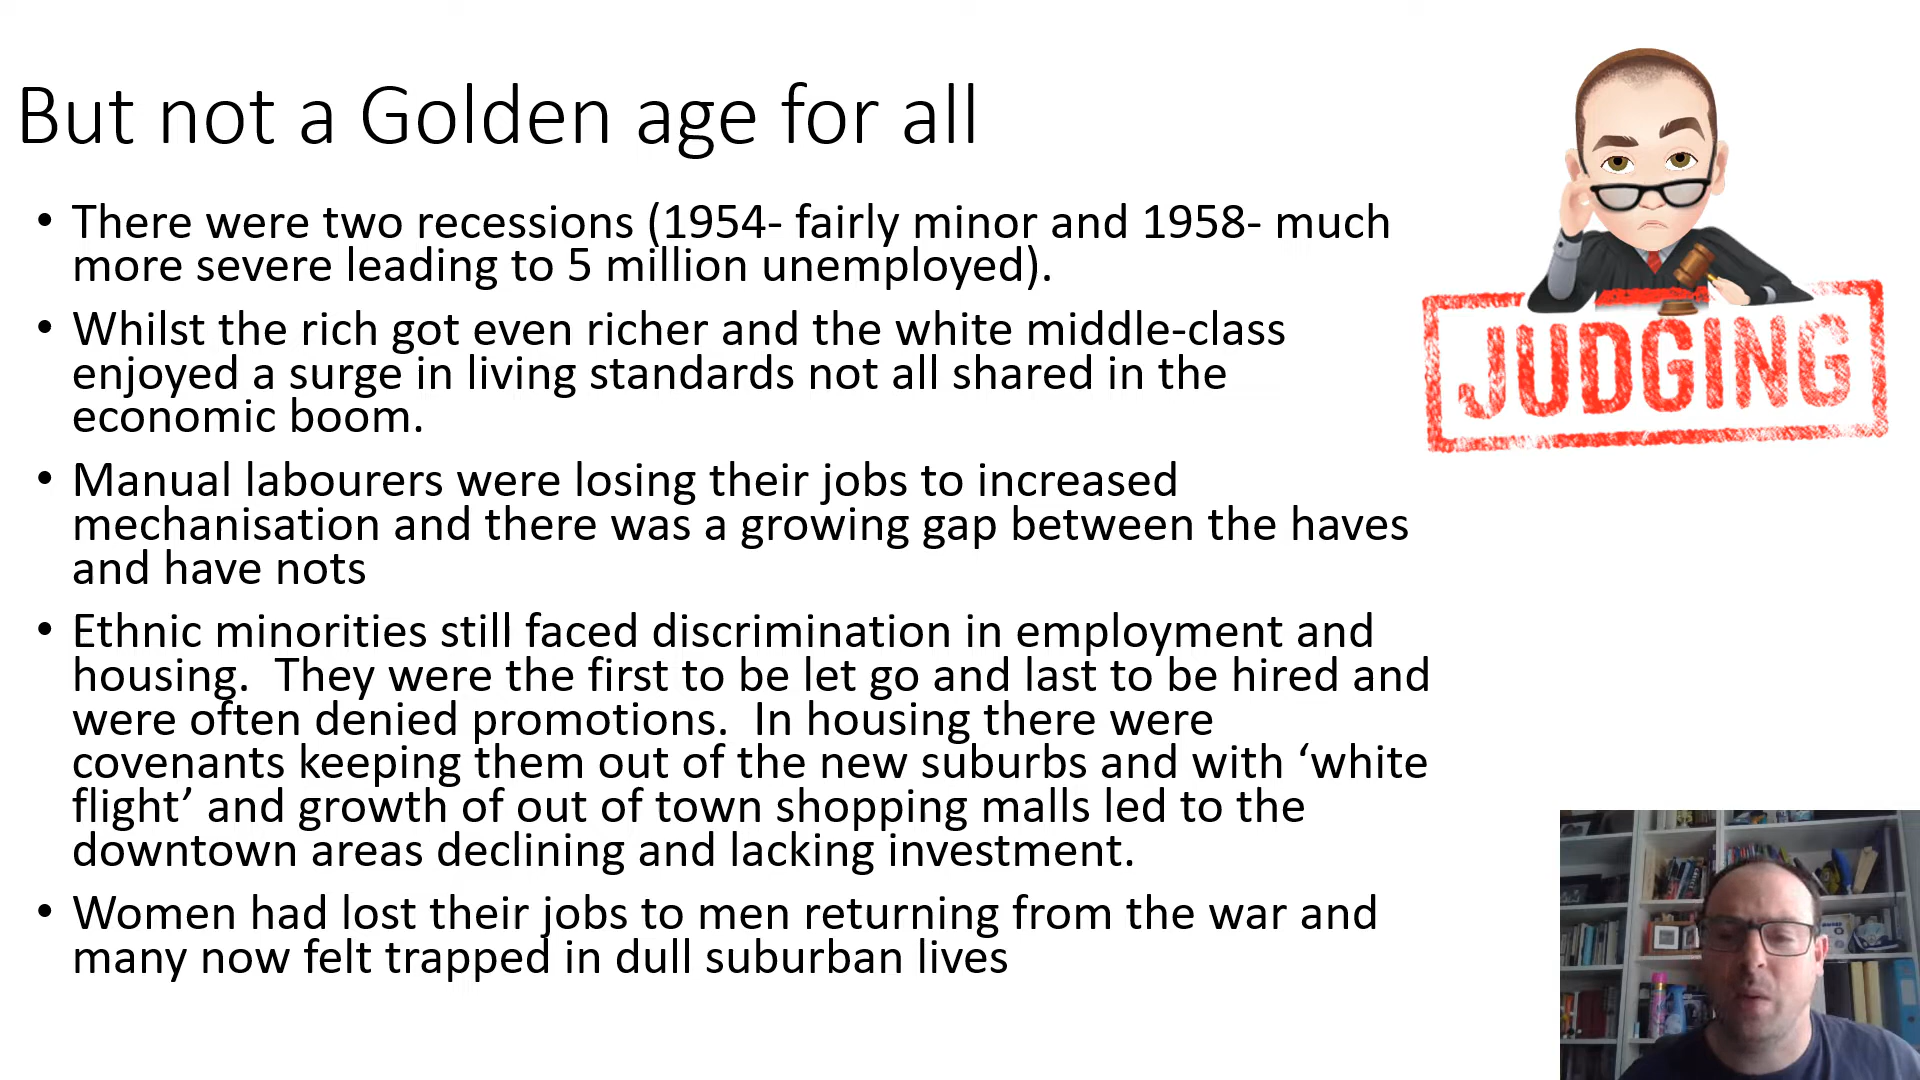 But not a Golden age for all
• There were two recessions (1954- fairly minor and 1958- much
more severe leading to 5 million unemployed).
• Whilst the rich got even richer and the white middle-class
enjoyed a surge in living standards not all shared in the
economic boom.
• Manual labourers were losing their jobs to increased
mechanisation and there was a growing gap between the haves
and have nots
• Ethnic minorities still faced discrimination in employment and
housing.  They were the first to be let go and last to be hired and
were often denied promotions.  In housing there were
covenants keeping them out of the new suburbs and with ‘white
flight’ and growth of out of town shopping malls led to the
downtown areas declining and lacking investment.
• Women had lost their jobs to men returning from the war and
many now felt trapped in dull suburban lives
JUDGING